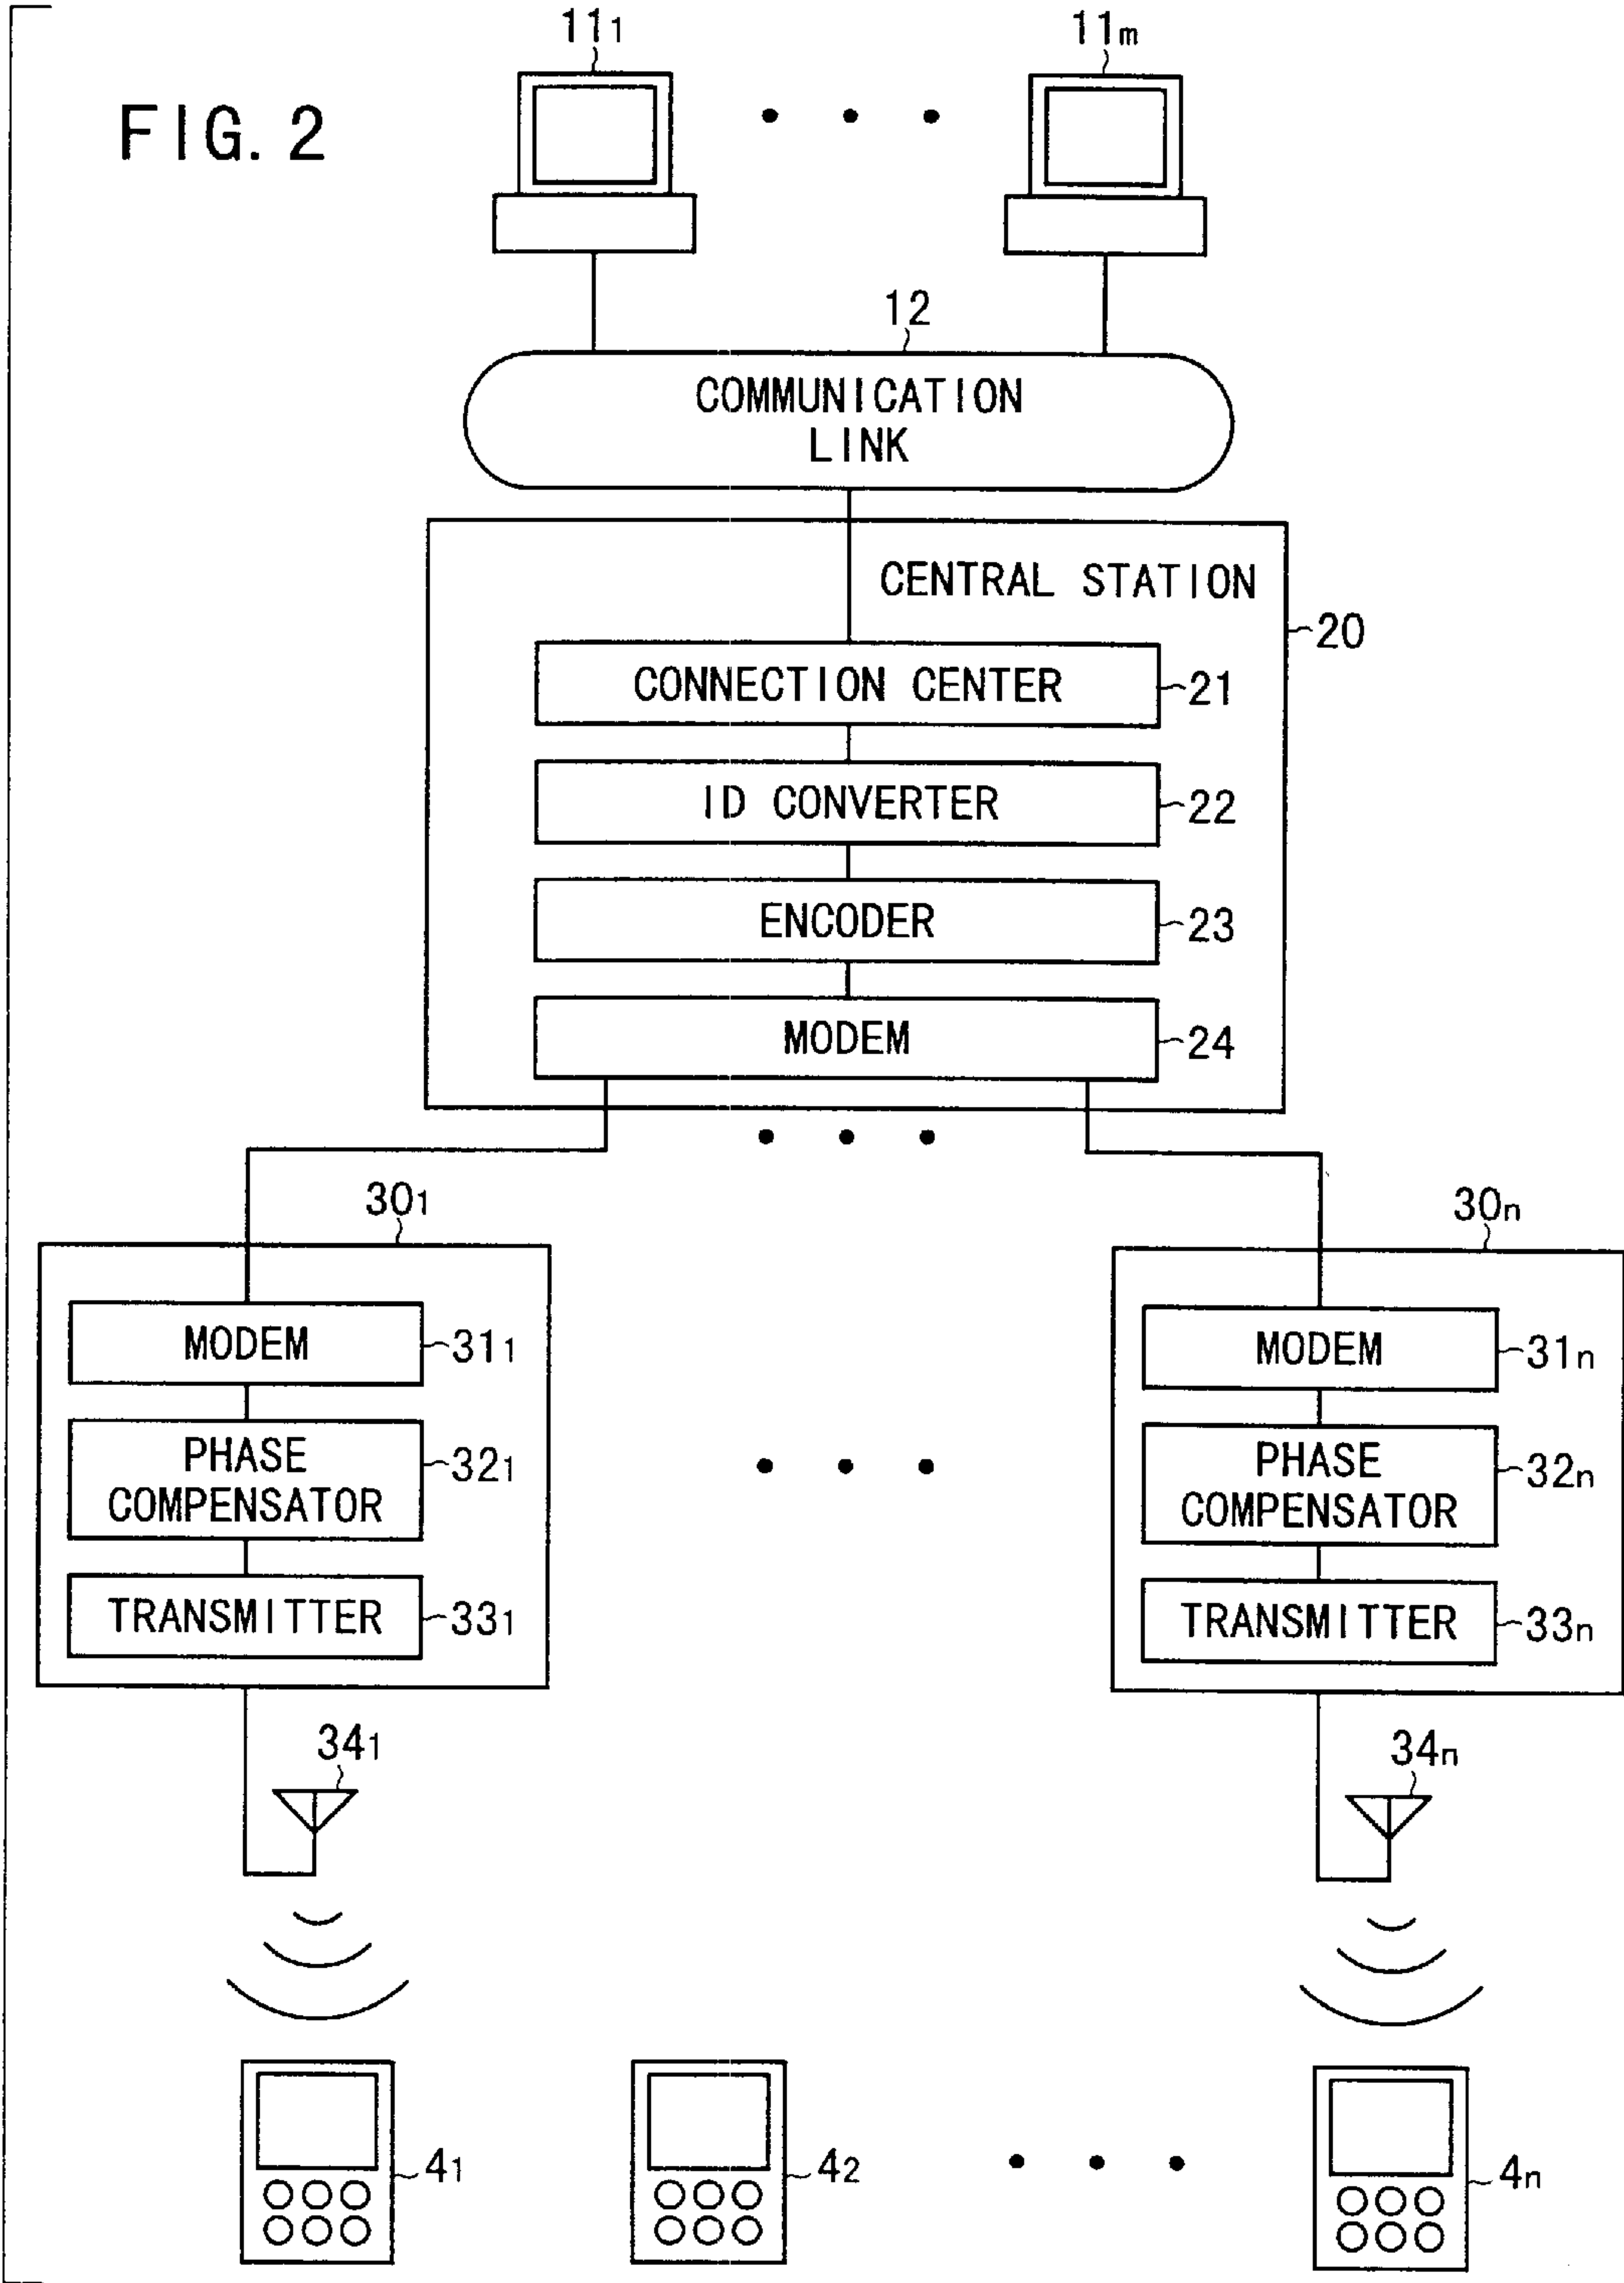 11₁ 11m
FIG. 2
12
COMMUNICATION
LINK
CENTRAL STATION
20
CONNECTION CENTER 21
ID CONVERTER 22
ENCODER 23
MODEM 24
30₁ 30n
MODEM 31₁ MODEM 31n
PHASE
COMPENSATOR 32₁ PHASE
COMPENSATOR 32n
TRANSMITTER 33₁ TRANSMITTER 33n
34₁ 34n
4₁ 4₂ 4n